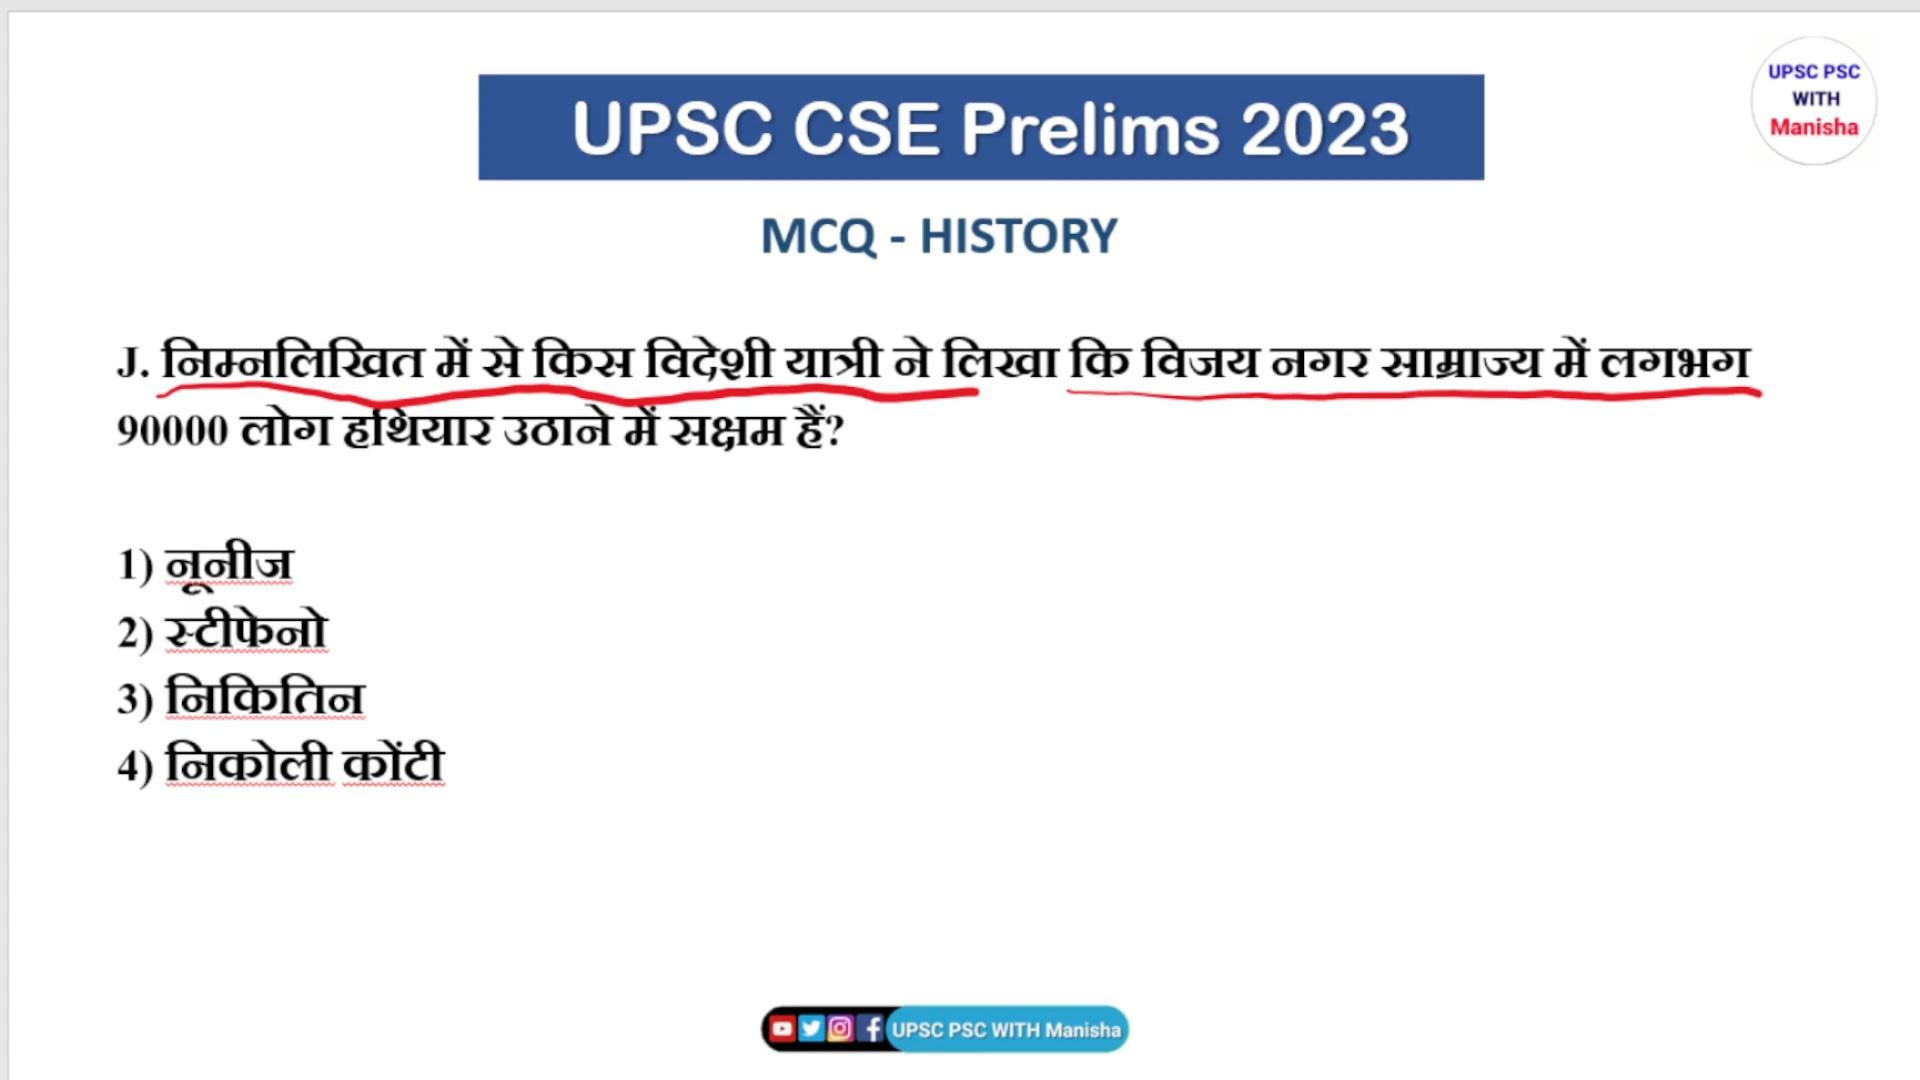 UPSC PSC
WITH
Manisha
UPSC CSE Prelims 2023
MCQ - HISTORY
J. निम्नलिखित में से किस विदेशी यात्री ने लिखा कि विजय नगर साम्राज्य में लगभग
90000 लोग हथियार उठाने में सक्षम हैं?
1) नूनीज
2) स्टीफेनो
3) निकितिन
4) निकोली कोंटी
UPSC PSC WITH Manisha